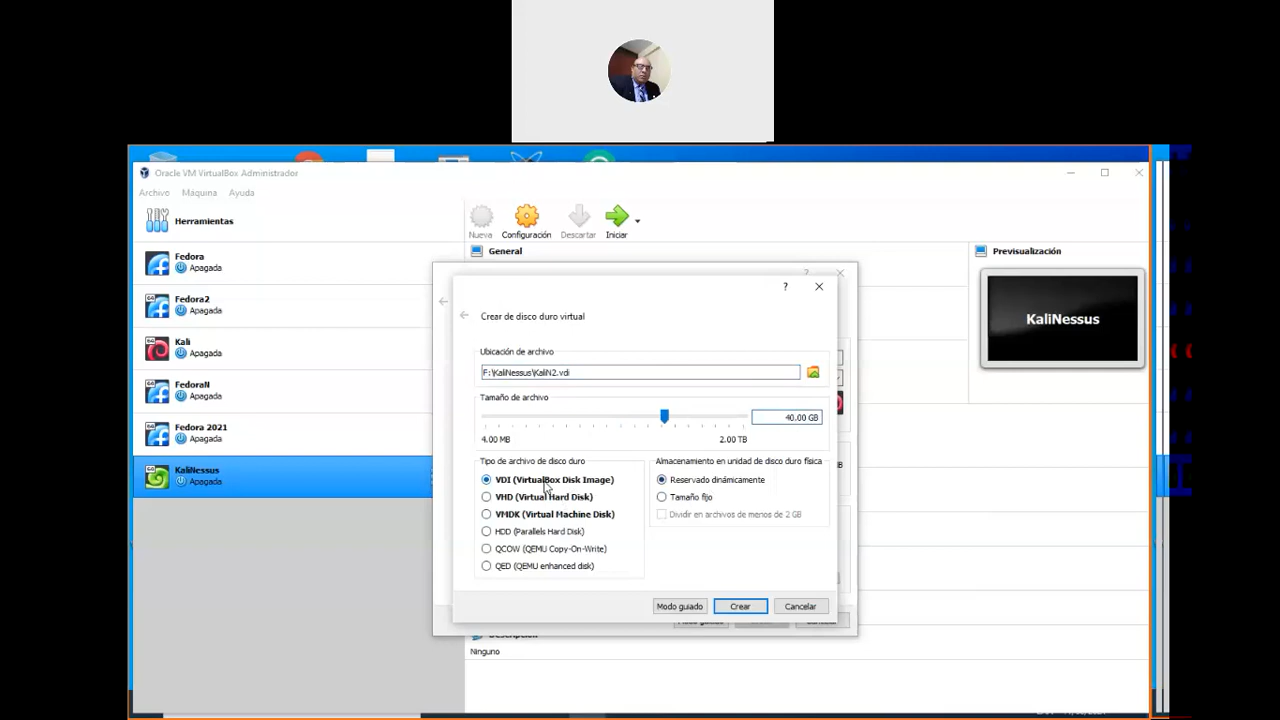 Oracle VM VirtualBox Administrador
Archivo Máquina Ayuda
Herramientas
Nueva Configuración Descartar Iniciar
General
Previsualización
Fedora
Apagada
Fedora2
Apagada
Kali
Apagada
FedoraN
Apagada
Fedora 2021
Apagada
KaliNessus
Apagada
KaliNessus
?
?
Crear de disco duro virtual
Ubicación de archivo
F:\KaliNessus\KaliN2.vdi
Tamaño de archivo
40.00 GB
4.00 MB 2.00 TB
Tipo de archivo de disco duro
VDI (VirtualBox Disk Image)
VHD (Virtual Hard Disk)
VMDK (Virtual Machine Disk)
HDD (Parallels Hard Disk)
QCOW (QEMU Copy-On-Write)
QED (QEMU enhanced disk)
Almacenamiento en unidad de disco duro física
Reservado dinámicamente
Tamaño fijo
Dividir en archivos de menos de 2 GB
Modo guiado Crear Cancelar
Descripción
Ninguno